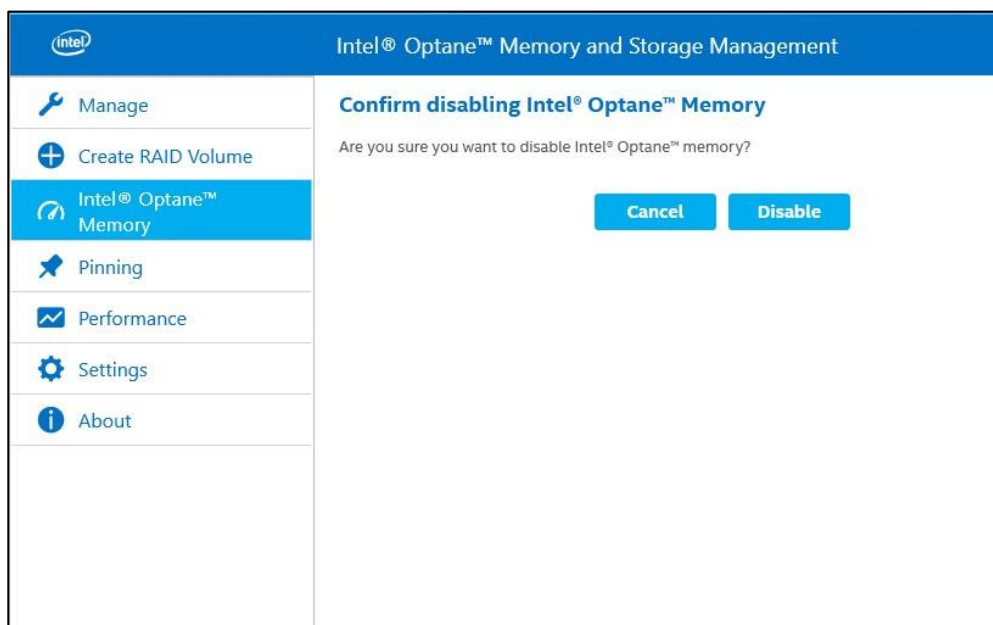 intel
Intel® Optane™ Memory and Storage Management
Manage
Create RAID Volume
Intel® Optane™
Memory
Pinning
Performance
Settings
About
Confirm disabling Intel® Optane™ Memory
Are you sure you want to disable Intel® Optane™ memory?
Cancel Disable